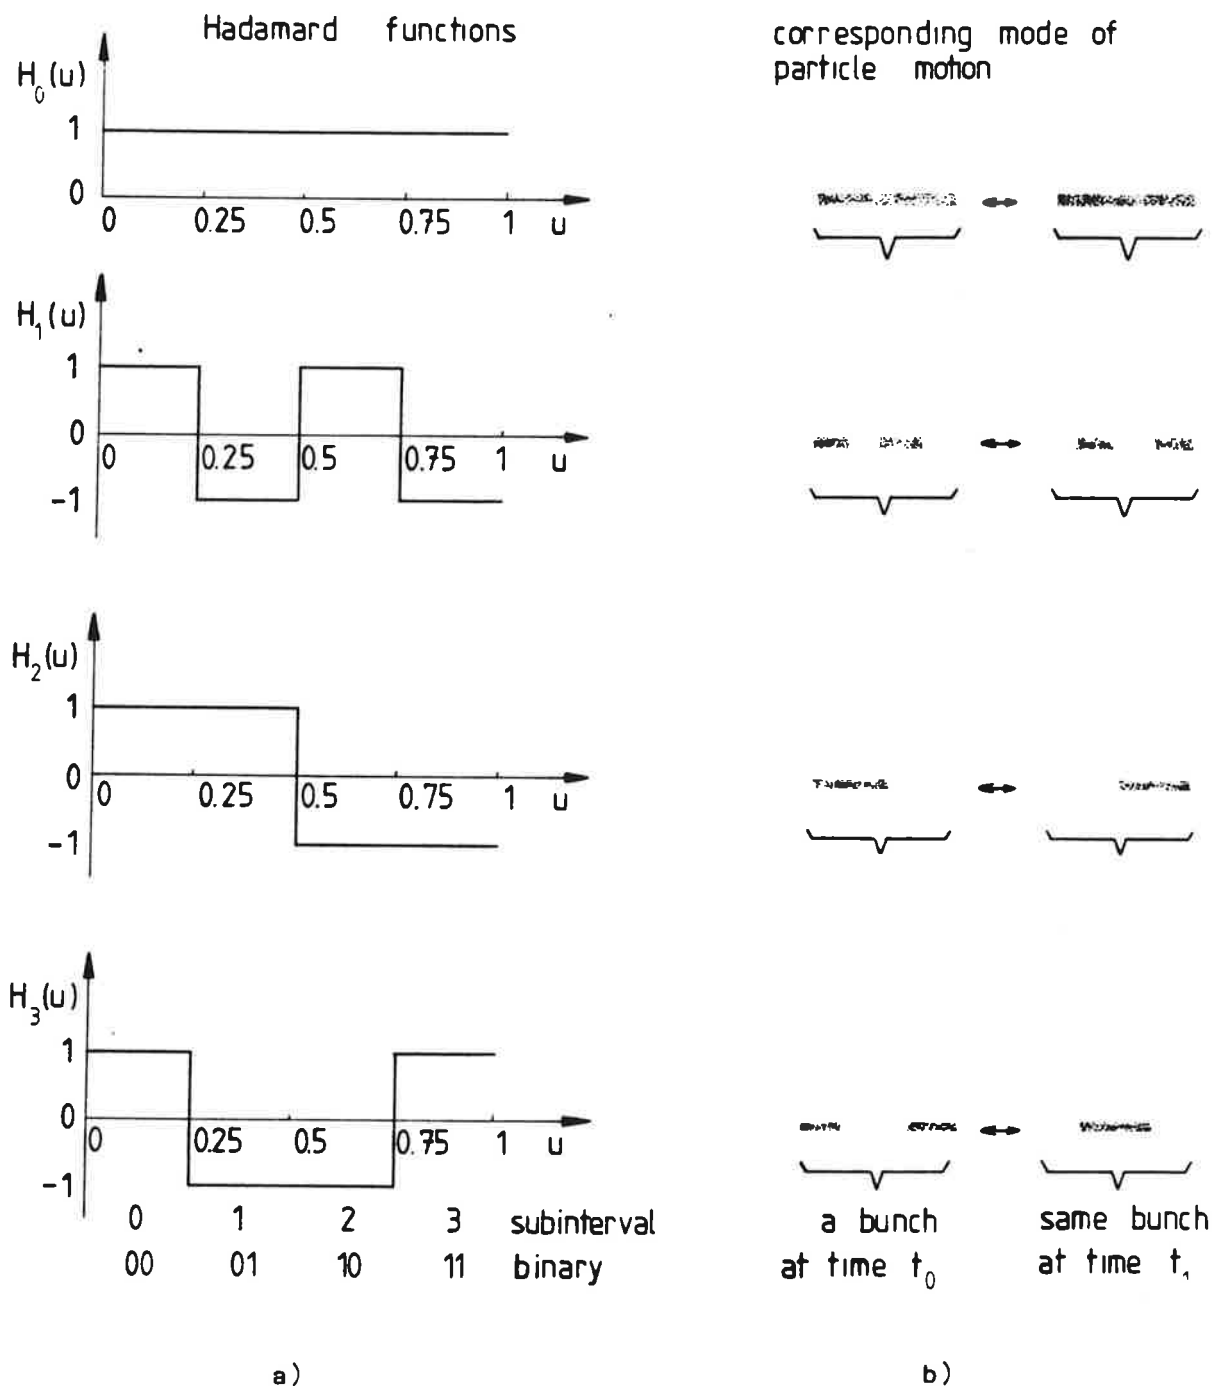 Hadamard functions
corresponding mode of
particle motion
H₀(u)
1
0
0 0.25 0.5 0.75 1 u
H₁(u)
1
0
0 0.25 0.5 0.75 1 u
-1
H₂(u)
1
0
0 0.25 0.5 0.75 1 u
-1
H₃(u)
1
0
0 0.25 0.5 0.75 1 u
-1
0 1 2 3 subinterval
00 01 10 11 binary
a bunch
at time t₀
same bunch
at time t₁
a)
b)